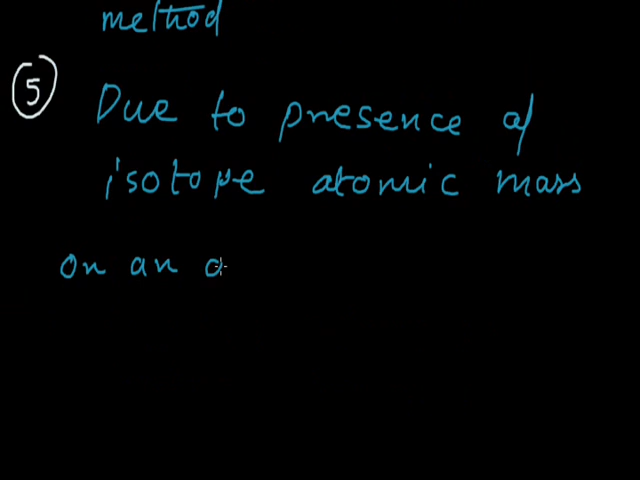 method
5 Due to presence of
isotope atomic mass
on an a